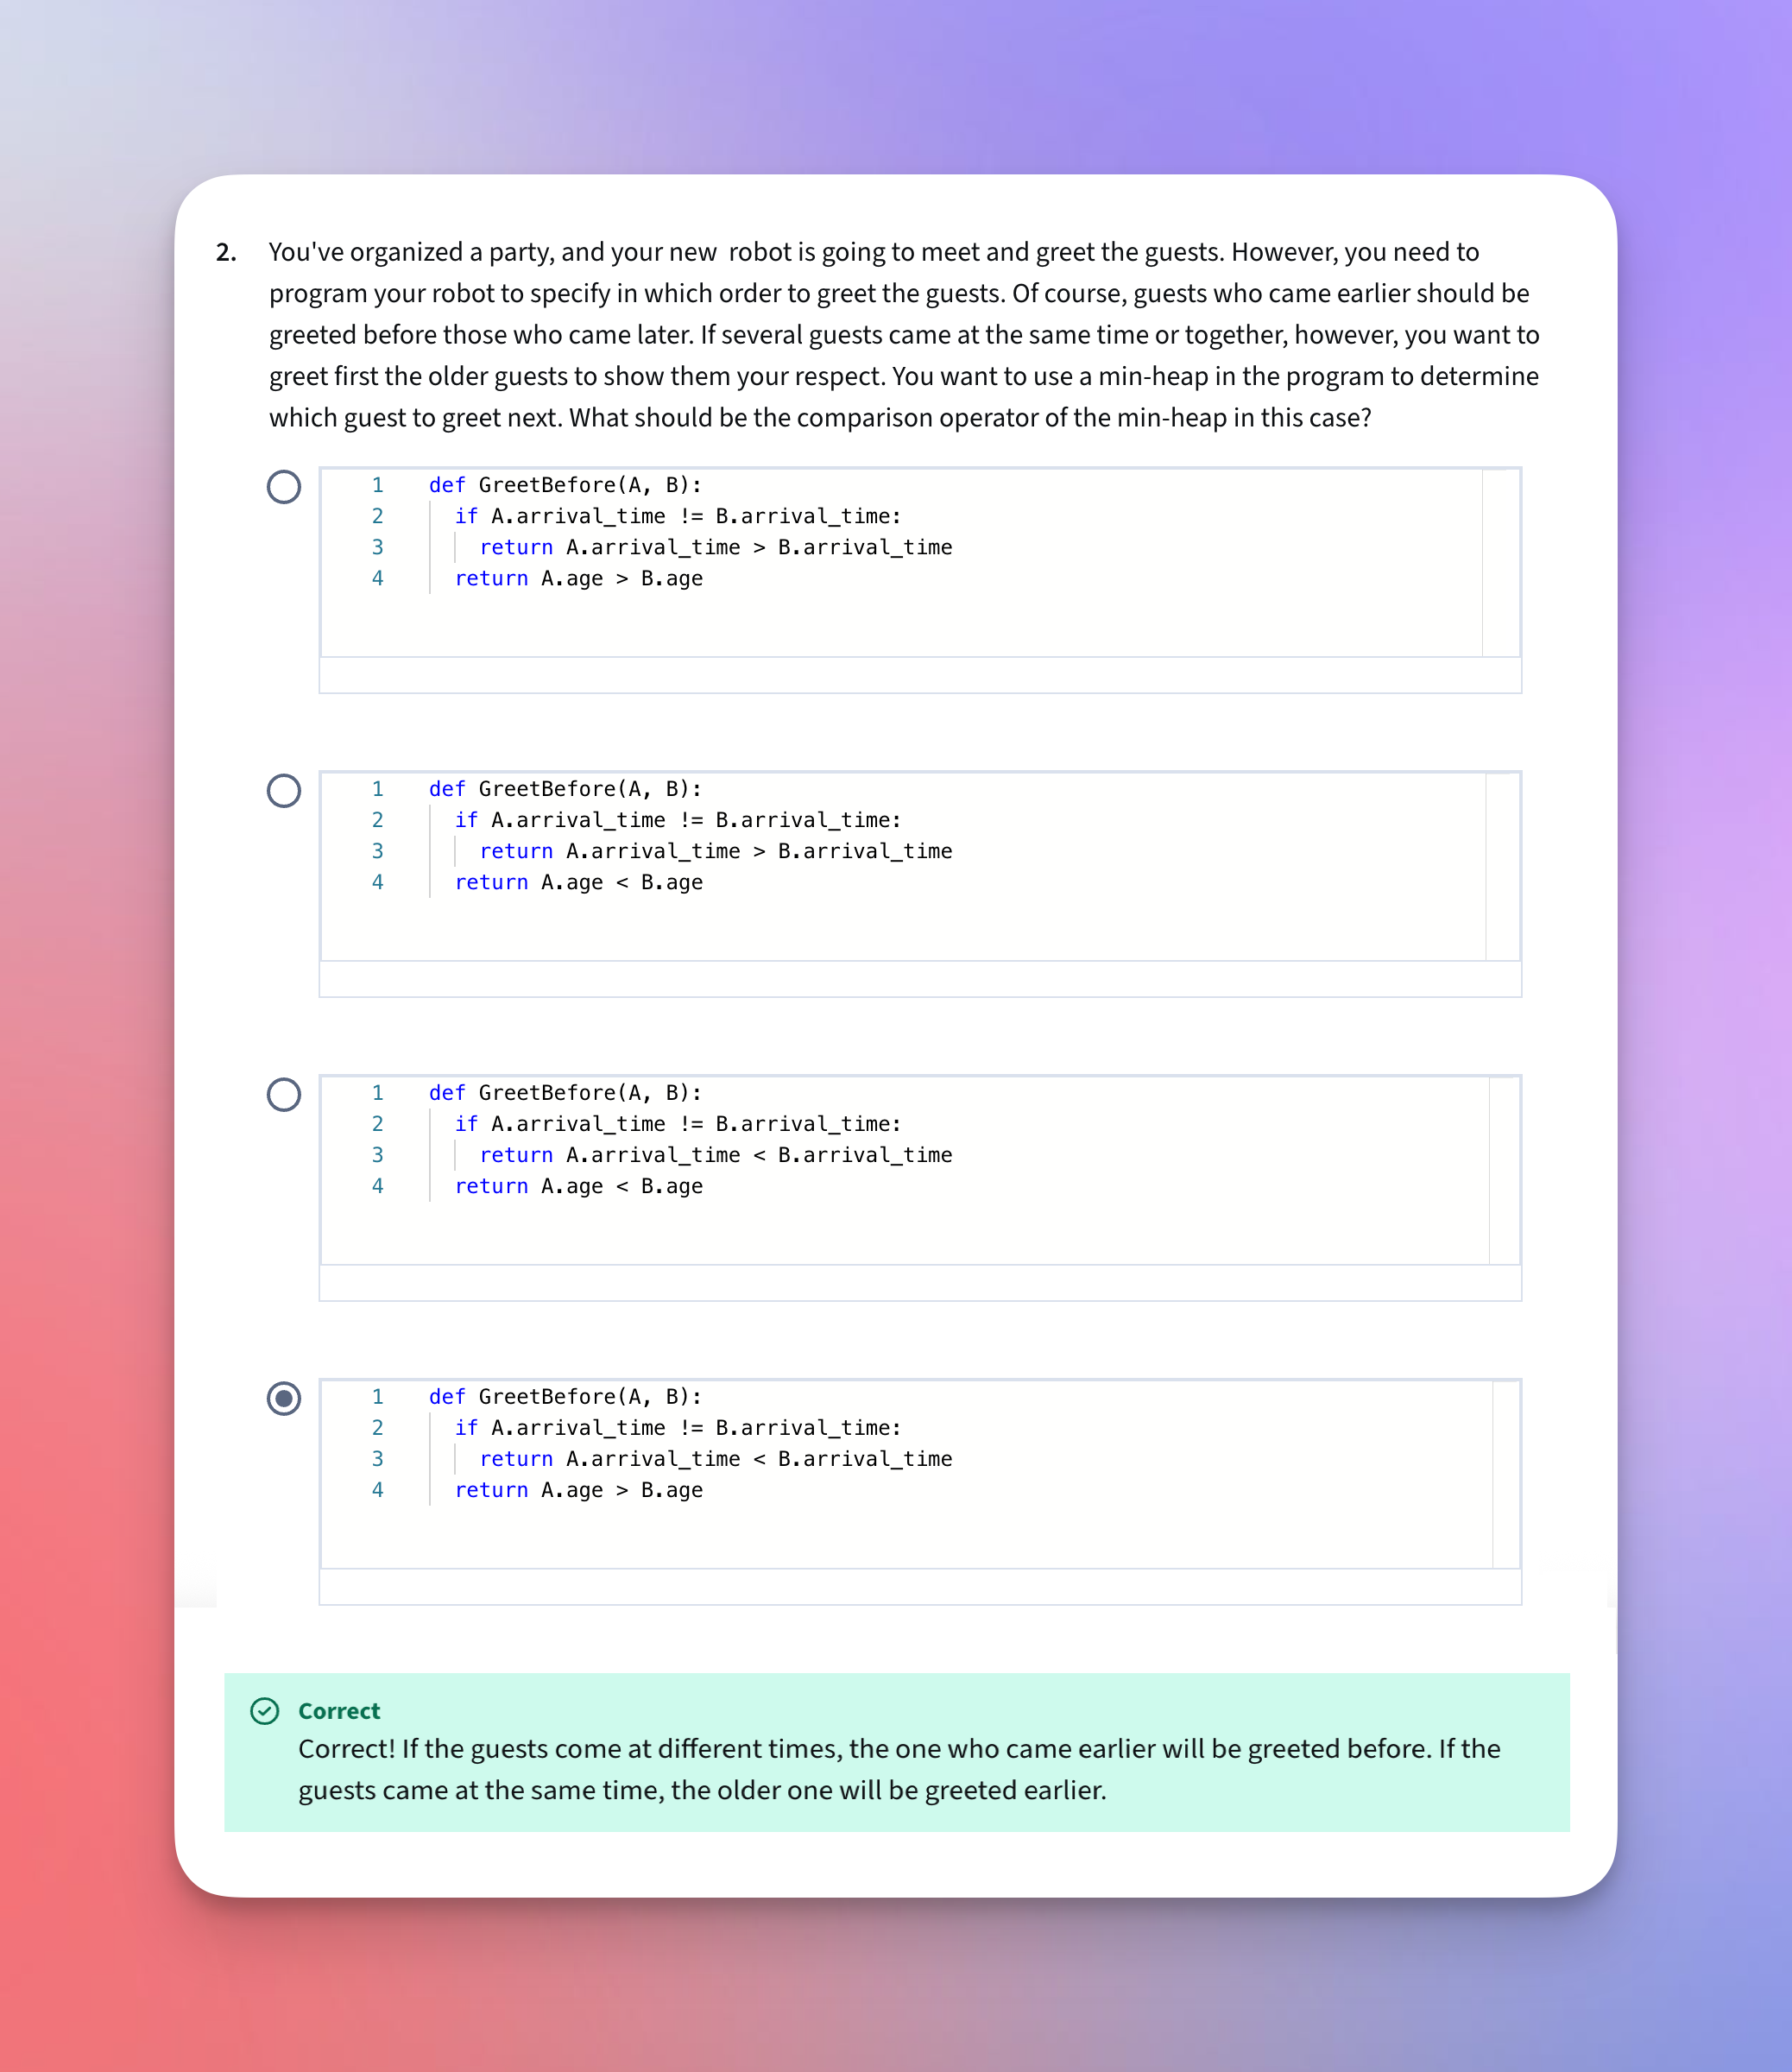 2. You've organized a party, and your new  robot is going to meet and greet the guests. However, you need to
program your robot to specify in which order to greet the guests. Of course, guests who came earlier should be
greeted before those who came later. If several guests came at the same time or together, however, you want to
greet first the older guests to show them your respect. You want to use a min-heap in the program to determine
which guest to greet next. What should be the comparison operator of the min-heap in this case?
1 def GreetBefore(A, B):
2 if A.arrival_time != B.arrival_time:
3 return A.arrival_time > B.arrival_time
4 return A.age > B.age
1 def GreetBefore(A, B):
2 if A.arrival_time != B.arrival_time:
3 return A.arrival_time > B.arrival_time
4 return A.age < B.age
1 def GreetBefore(A, B):
2 if A.arrival_time != B.arrival_time:
3 return A.arrival_time < B.arrival_time
4 return A.age < B.age
1 def GreetBefore(A, B):
2 if A.arrival_time != B.arrival_time:
3 return A.arrival_time < B.arrival_time
4 return A.age > B.age
Correct
Correct! If the guests come at different times, the one who came earlier will be greeted before. If the
guests came at the same time, the older one will be greeted earlier.